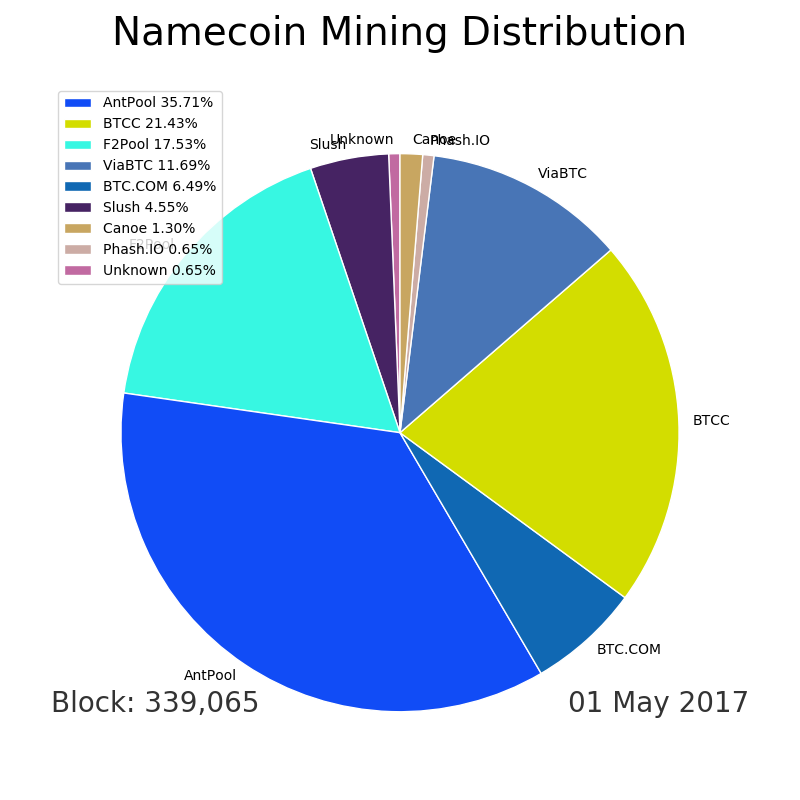 Namecoin Mining Distribution
AntPool 35.71%
BTCC 21.43%
F2Pool 17.53%
ViaBTC 11.69%
BTC.COM 6.49%
Slush 4.55%
Canoe 1.30%
Phash.IO 0.65%
Unknown 0.65%
Slush
Unknown
Canoe
Phash.IO
ViaBTC
F2Pool
BTCC
BTC.COM
AntPool
Block: 339,065
01 May 2017